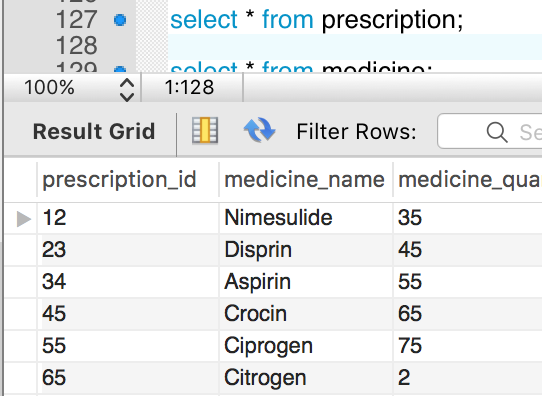 127 select * from prescription;
128
129 select * from medicine;
100% 1:128
Result Grid Filter Rows:
prescription_id medicine_name medicine_qua
12 Nimesulide 35
23 Disprin 45
34 Aspirin 55
45 Crocin 65
55 Ciprogen 75
65 Citrogen 2